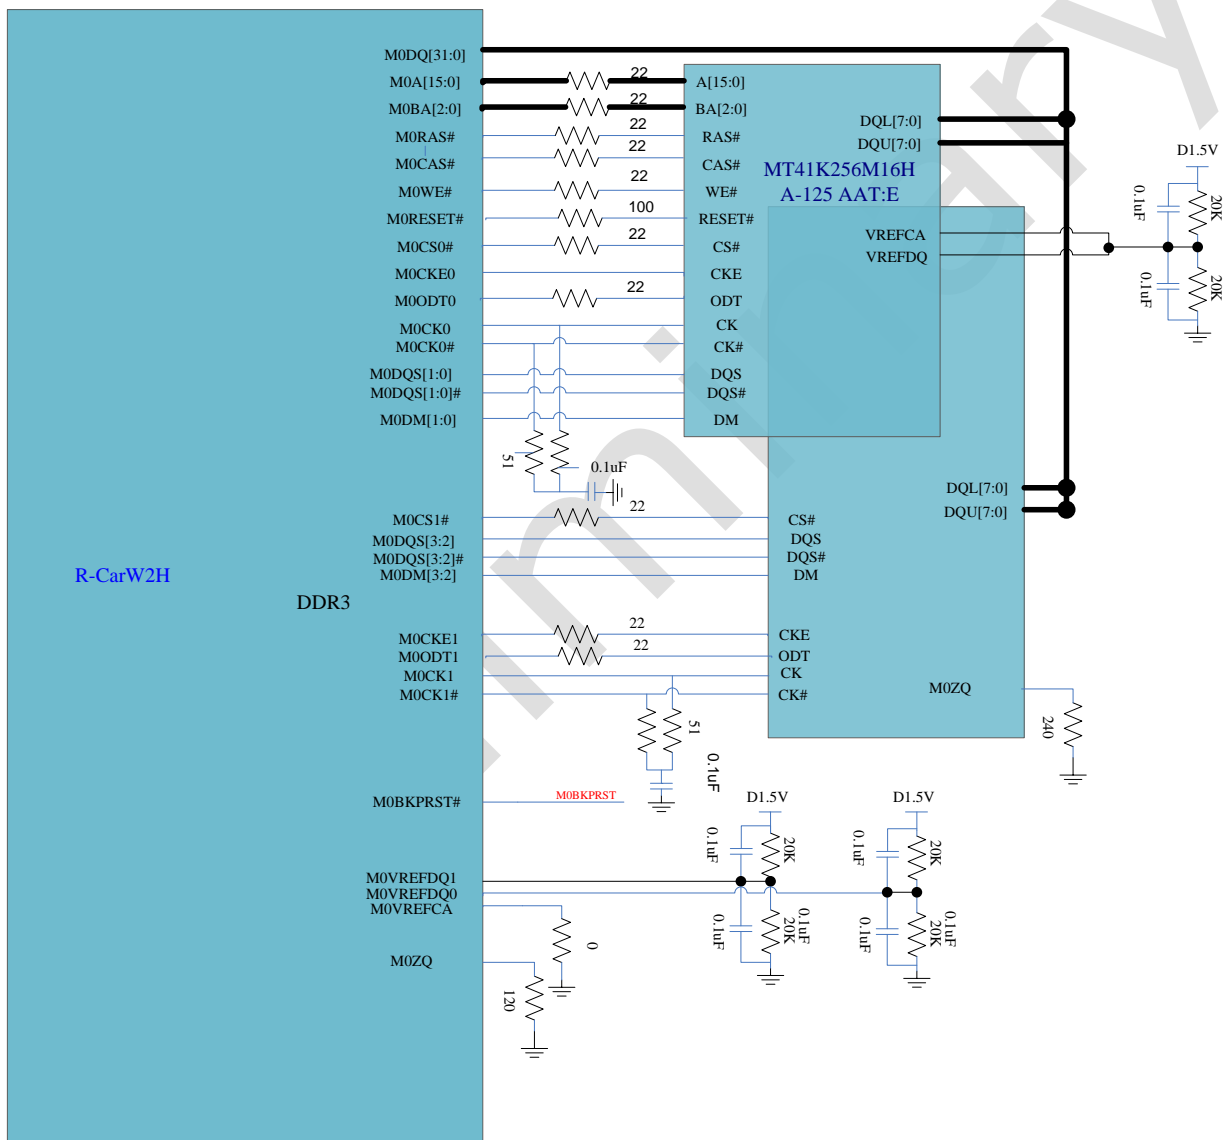 M0DQ[31:0]
M0A[15:0]
22
A[15:0]
M0BA[2:0]
22
BA[2:0]
DQL[7:0]
M0RAS#
22
RAS#
DQU[7:0]
M0CAS#
22
CAS#
MT41K256M16H
A-125 AAT:E
M0WE#
22
WE#
M0RESET#
100
RESET#
M0CS0#
22
CS#
VREFCA
VREFDQ
D1.5V
0.1uF
20K
0.1uF
20K
M0CKE0
CKE
M0ODT0
22
ODT
M0CK0
CK
M0CK0#
CK#
M0DQS[1:0]
DQS
M0DQS[1:0]#
DQS#
M0DM[1:0]
DM
51
0.1uF
DQL[7:0]
DQU[7:0]
M0CS1#
22
CS#
M0DQS[3:2]
DQS
M0DQS[3:2]#
DQS#
M0DM[3:2]
DM
R-CarW2H
DDR3
M0CKE1
22
CKE
M0ODT1
22
ODT
M0CK1
CK
M0CK1#
CK#
M0ZQ
240
51
0.1uF
M0BKPRST#
M0BKPRST
D1.5V
0.1uF
20K
0.1uF
20K
0.1uF
D1.5V
0.1uF
20K
0.1uF
20K
0.1uF
M0VREFDQ1
M0VREFDQ0
M0VREFCA
0
M0ZQ
120